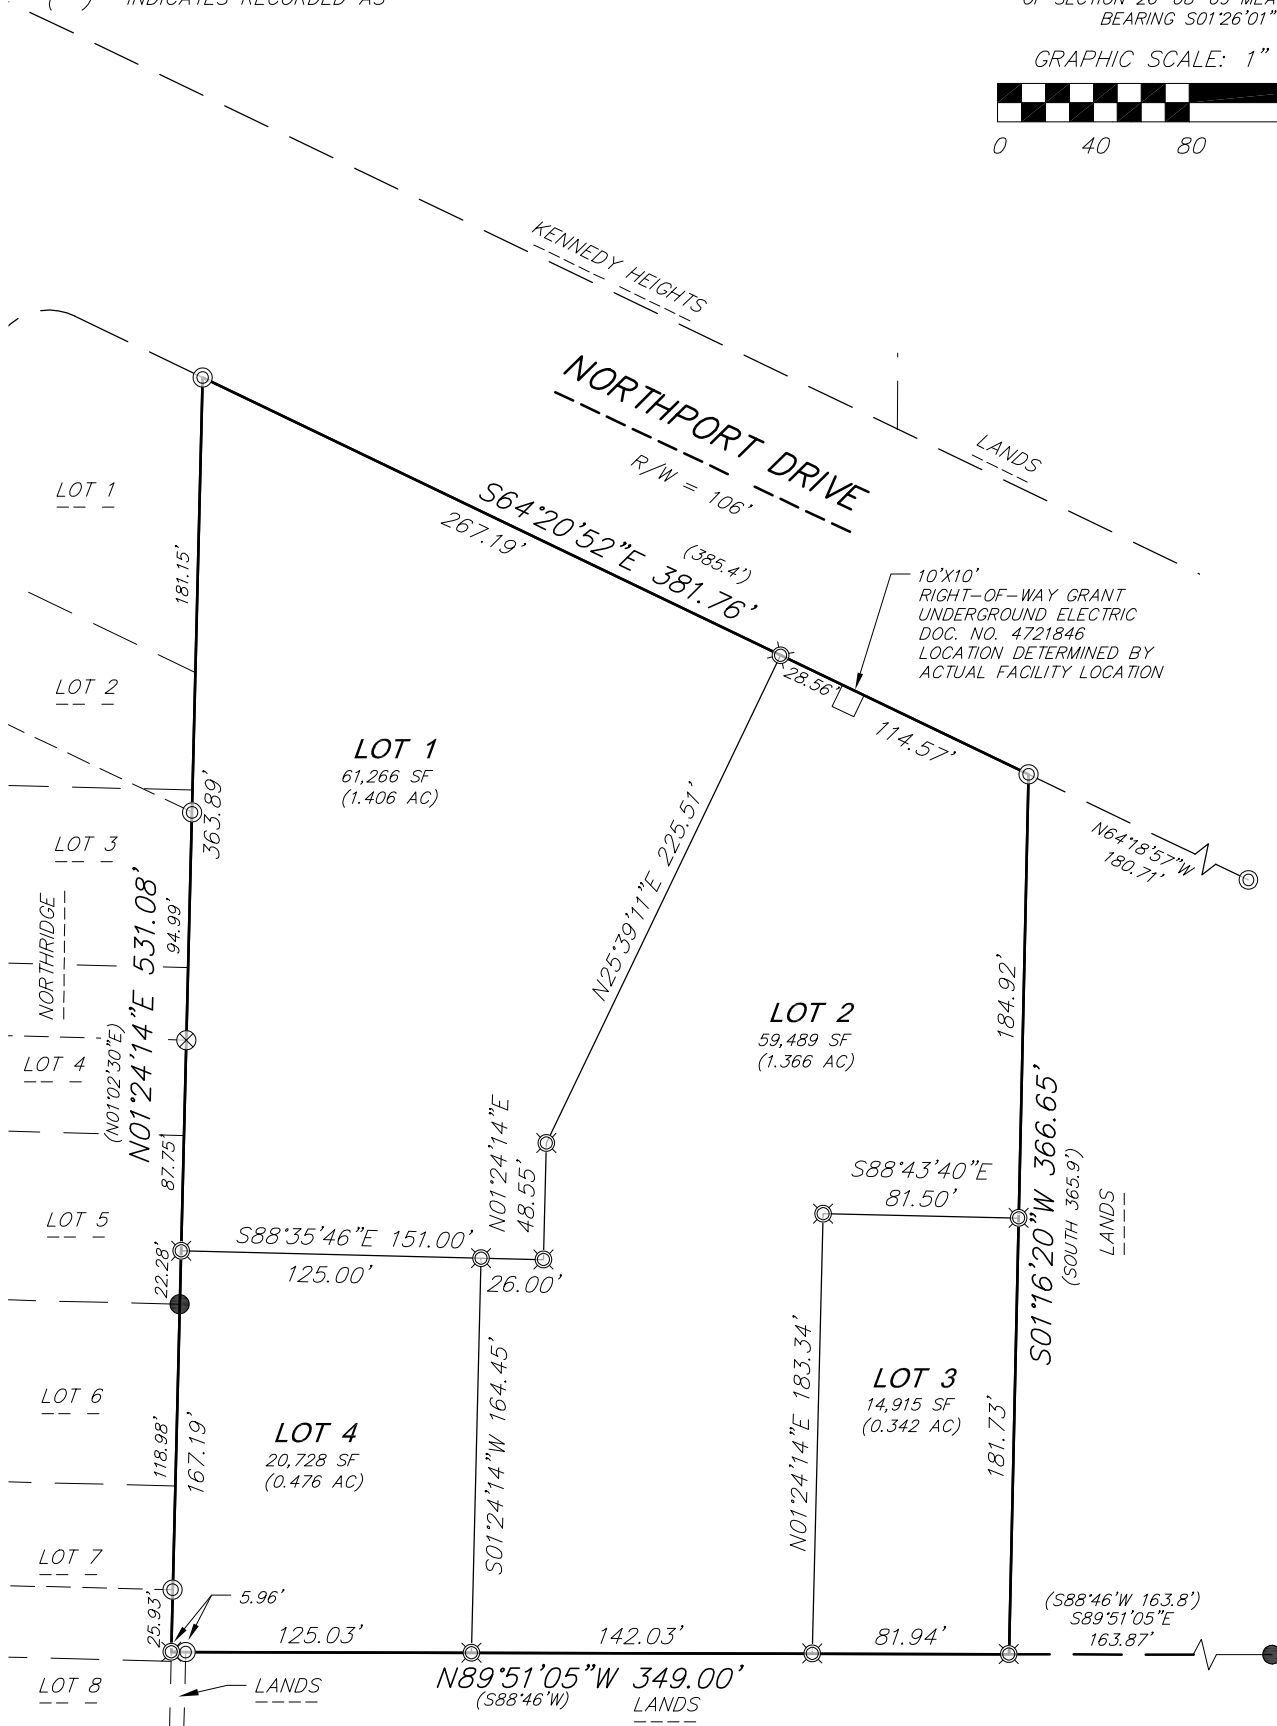 ( ) INDICATES RECORDED AS
BEARING S01°26'01"
GRAPHIC SCALE: 1"
0 40 80
KENNEDY HEIGHTS
LANDS
NORTHPORT DRIVE
R/W = 106'
S64°20'52"E 381.76'
(385.4')
267.19'
28.56'
114.57'
10'X10'
RIGHT-OF-WAY GRANT
UNDERGROUND ELECTRIC
DOC. NO. 4721846
LOCATION DETERMINED BY
ACTUAL FACILITY LOCATION
N64°18'57"W
180.71'
LOT 1
181.15'
LOT 2
LOT 3
363.89'
94.99'
NORTHRIDGE
N01°24'14"E 531.08'
(N01°02'30"E)
LOT 4
87.75'
LOT 5
22.28'
LOT 6
118.98'
167.19'
LOT 7
25.93'
5.96'
LOT 8
LANDS
LOT 1
61,266 SF
(1.406 AC)
N25°39'11"E 225.51'
N01°24'14"E
48.55'
S88°35'46"E 151.00'
125.00'
26.00'
LOT 2
59,489 SF
(1.366 AC)
184.92'
S01°16'20"W 366.65'
(SOUTH 365.9')
LANDS
S88°43'40"E
81.50'
N01°24'14"E 183.34'
LOT 3
14,915 SF
(0.342 AC)
181.73'
LOT 4
20,728 SF
(0.476 AC)
S01°24'14"W 164.45'
125.03'
142.03'
81.94'
N89°51'05"W 349.00'
(S88°46'W)
LANDS
(S88°46'W 163.8')
S89°51'05"E
163.87'